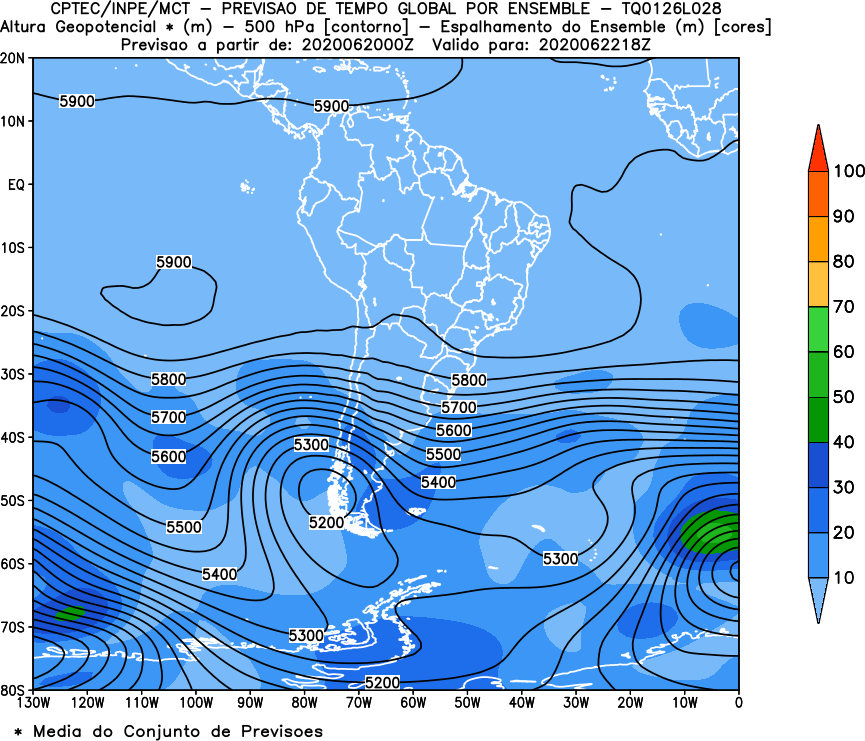 CPTEC/INPE/MCT - PREVISAO DE TEMPO GLOBAL POR ENSEMBLE - TQ0126L028
Altura Geopotencial * (m) - 500 hPa [contorno] - Espalhamento do Ensemble (m) [cores]
Previsao a partir de: 2020062000Z Valido para: 2020062218Z
20N
5900
5900
10N
100
EQ
90
10S
80
5900
70
20S
60
30S
5800
5800
50
5700
5700
5600
40S
5300
40
5600
5500
5400
30
50S
5500
5200
20
60S
5300
5400
10
70S
5300
5200
80S
130W 120W 110W 100W 90W 80W 70W 60W 50W 40W 30W 20W 10W 0
* Media do Conjunto de Previsoes